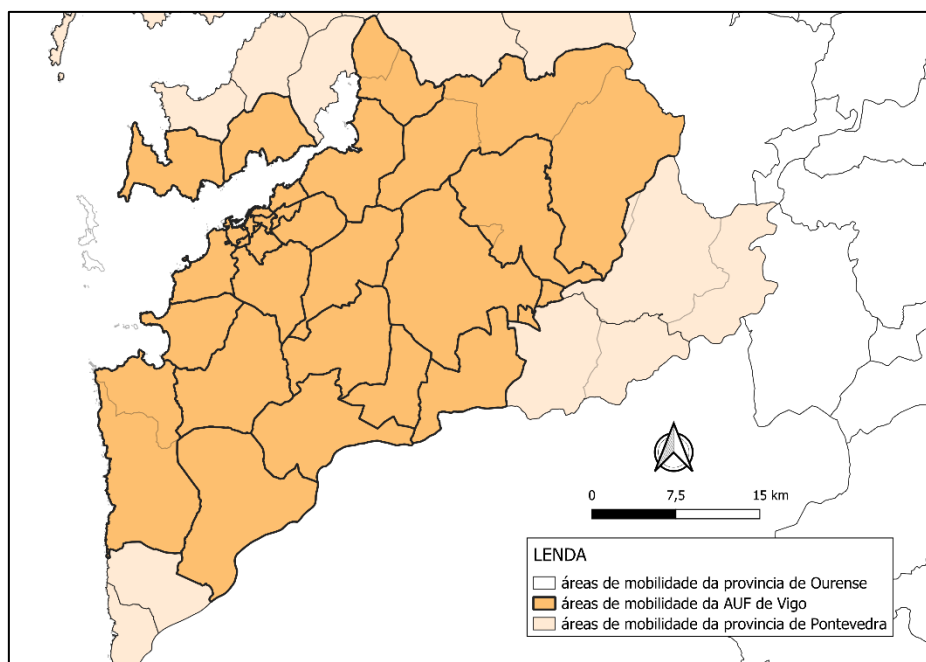 0 7,5 15 km
LENDA
áreas de mobilidade da provincia de Ourense
áreas de mobilidade da AUF de Vigo
áreas de mobilidade da provincia de Pontevedra